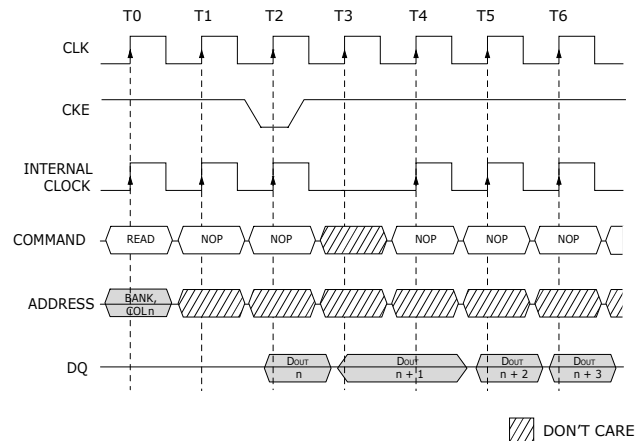 T0 T1 T2 T3 T4 T5 T6
CLK
CKE
INTERNAL
CLOCK
COMMAND READ NOP NOP NOP NOP NOP
ADDRESS BANK,
COL n
DQ DOUT DOUT DOUT DOUT
n n + 1 n + 2 n + 3
DON'T CARE